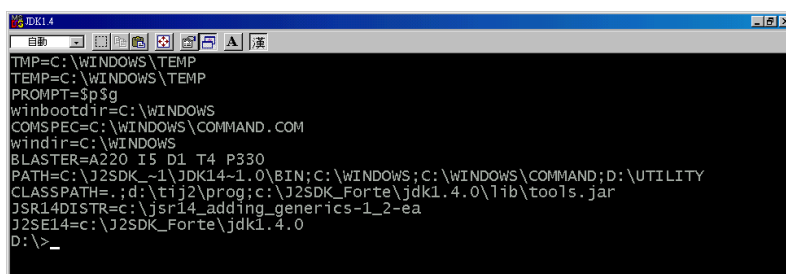 JDK1.4
自動
A 漢
TMP=C:\WINDOWS\TEMP
TEMP=C:\WINDOWS\TEMP
PROMPT=$p$g
winbootdir=C:\WINDOWS
COMSPEC=C:\WINDOWS\COMMAND.COM
windir=C:\WINDOWS
BLASTER=A220 I5 D1 T4 P330
PATH=C:\J2SDK_~1\JDK14~1.0\BIN;C:\WINDOWS;C:\WINDOWS\COMMAND;D:\UTILITY
CLASSPATH=.;d:\tij2\prog;c:\J2SDK_Forte\jdk1.4.0\lib\tools.jar
JSR14DISTR=c:\jsr14_adding_generics-1_2-ea
J2SE14=c:\J2SDK_Forte\jdk1.4.0
D:\>_